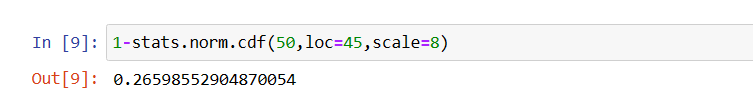 In [9]: 1-stats.norm.cdf(50,loc=45,scale=8)
Out[9]: 0.26598552904870054